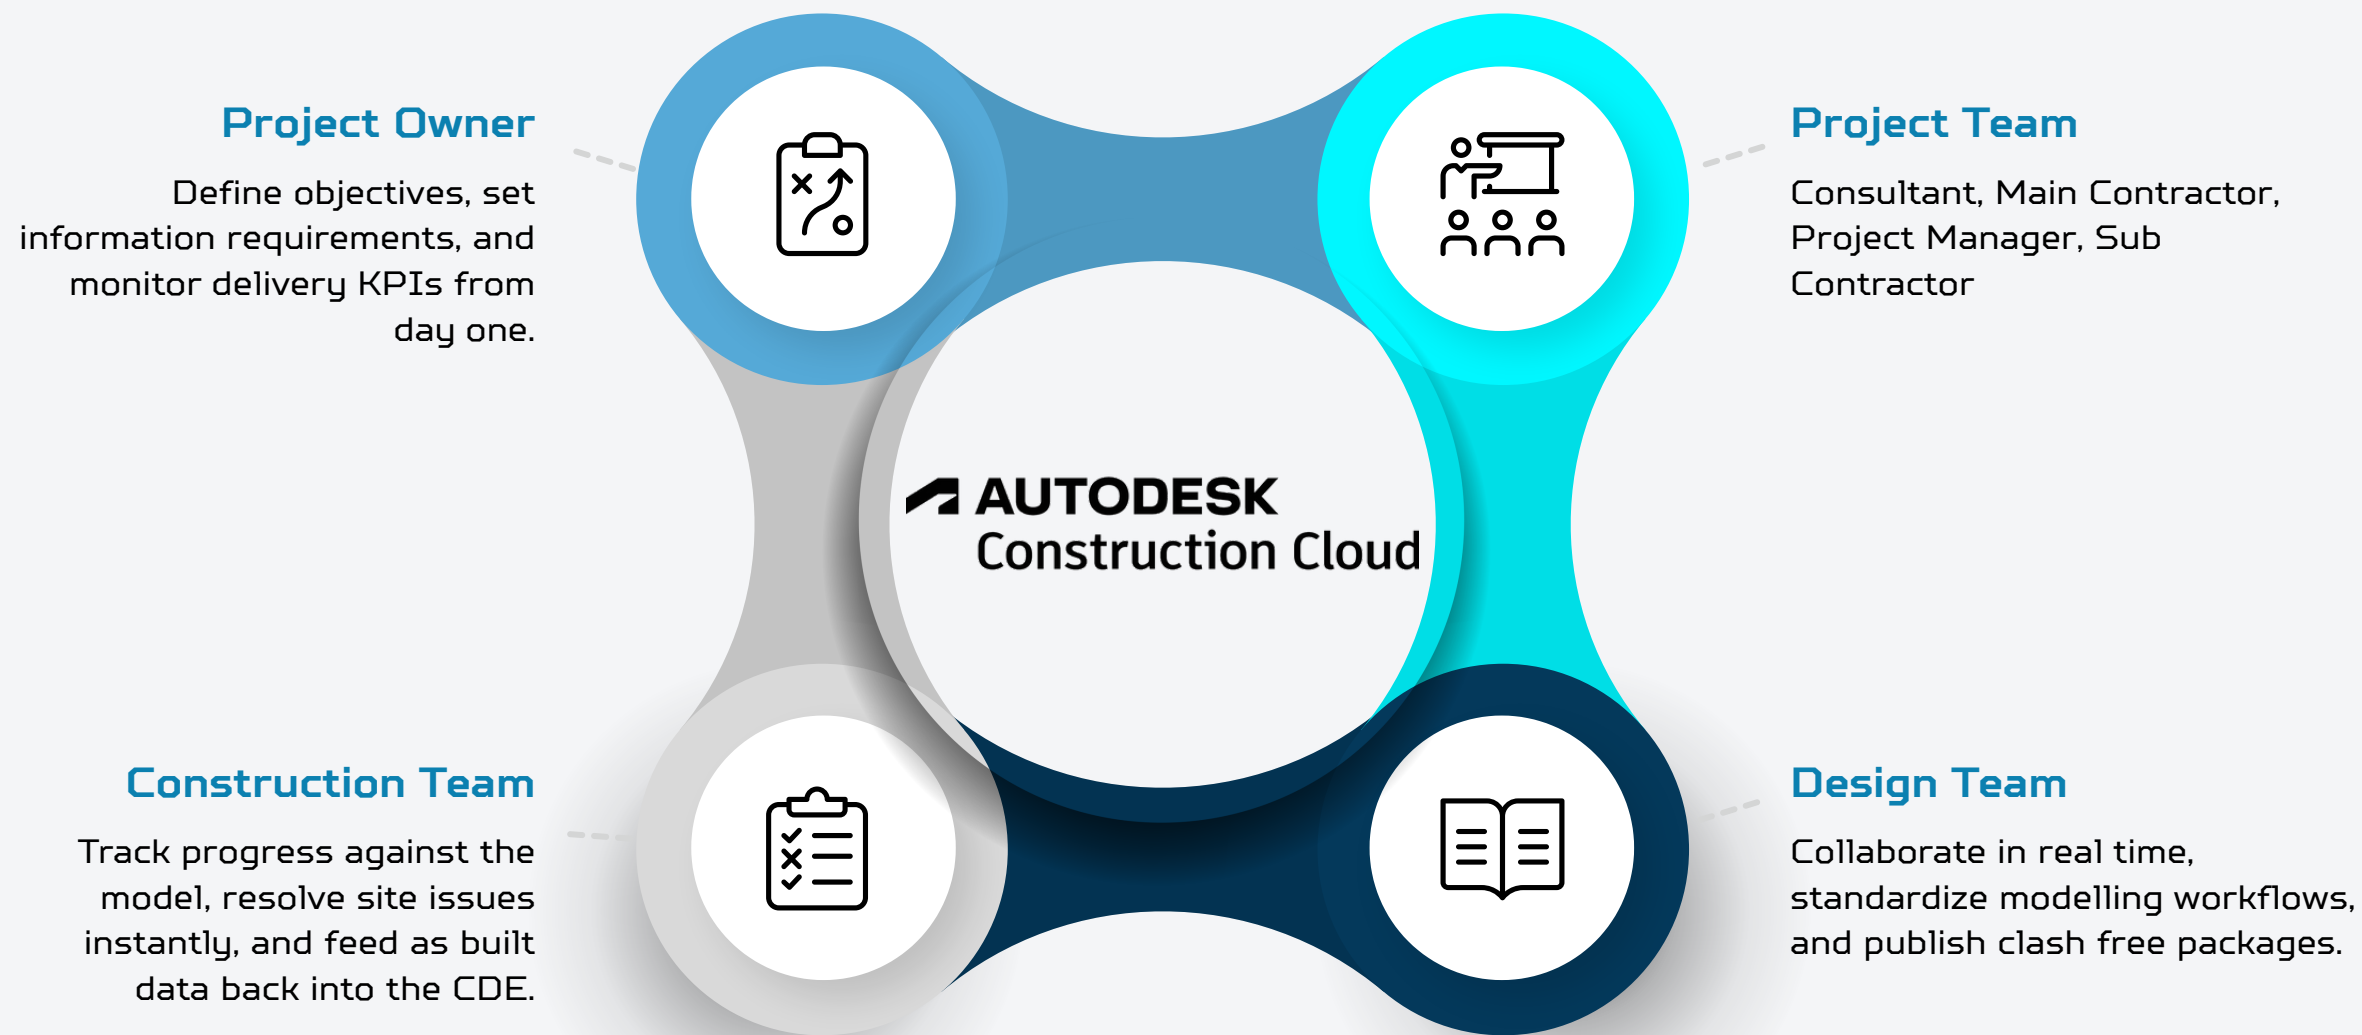 Project Owner
Define objectives, set
information requirements, and
monitor delivery KPIs from
day one.
Project Team
Consultant, Main Contractor,
Project Manager, Sub
Contractor
AUTODESK
Construction Cloud
Construction Team
Track progress against the
model, resolve site issues
instantly, and feed as built
data back into the CDE.
Design Team
Collaborate in real time,
standardize modelling workflows,
and publish clash free packages.